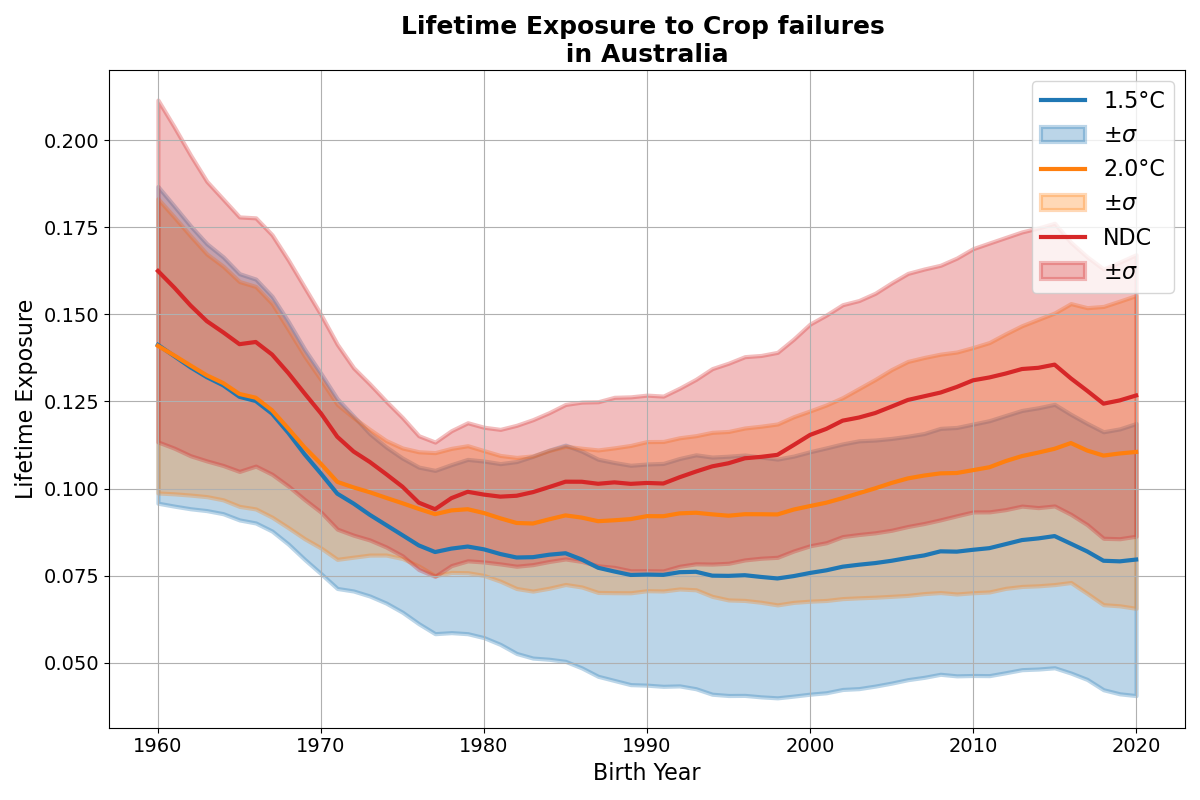 Lifetime Exposure to Crop failures
in Australia
Lifetime Exposure
0.200
0.175
0.150
0.125
0.100
0.075
0.050
1.5°C
±σ
2.0°C
±σ
NDC
±σ
1960 1970 1980 1990 2000 2010 2020
Birth Year